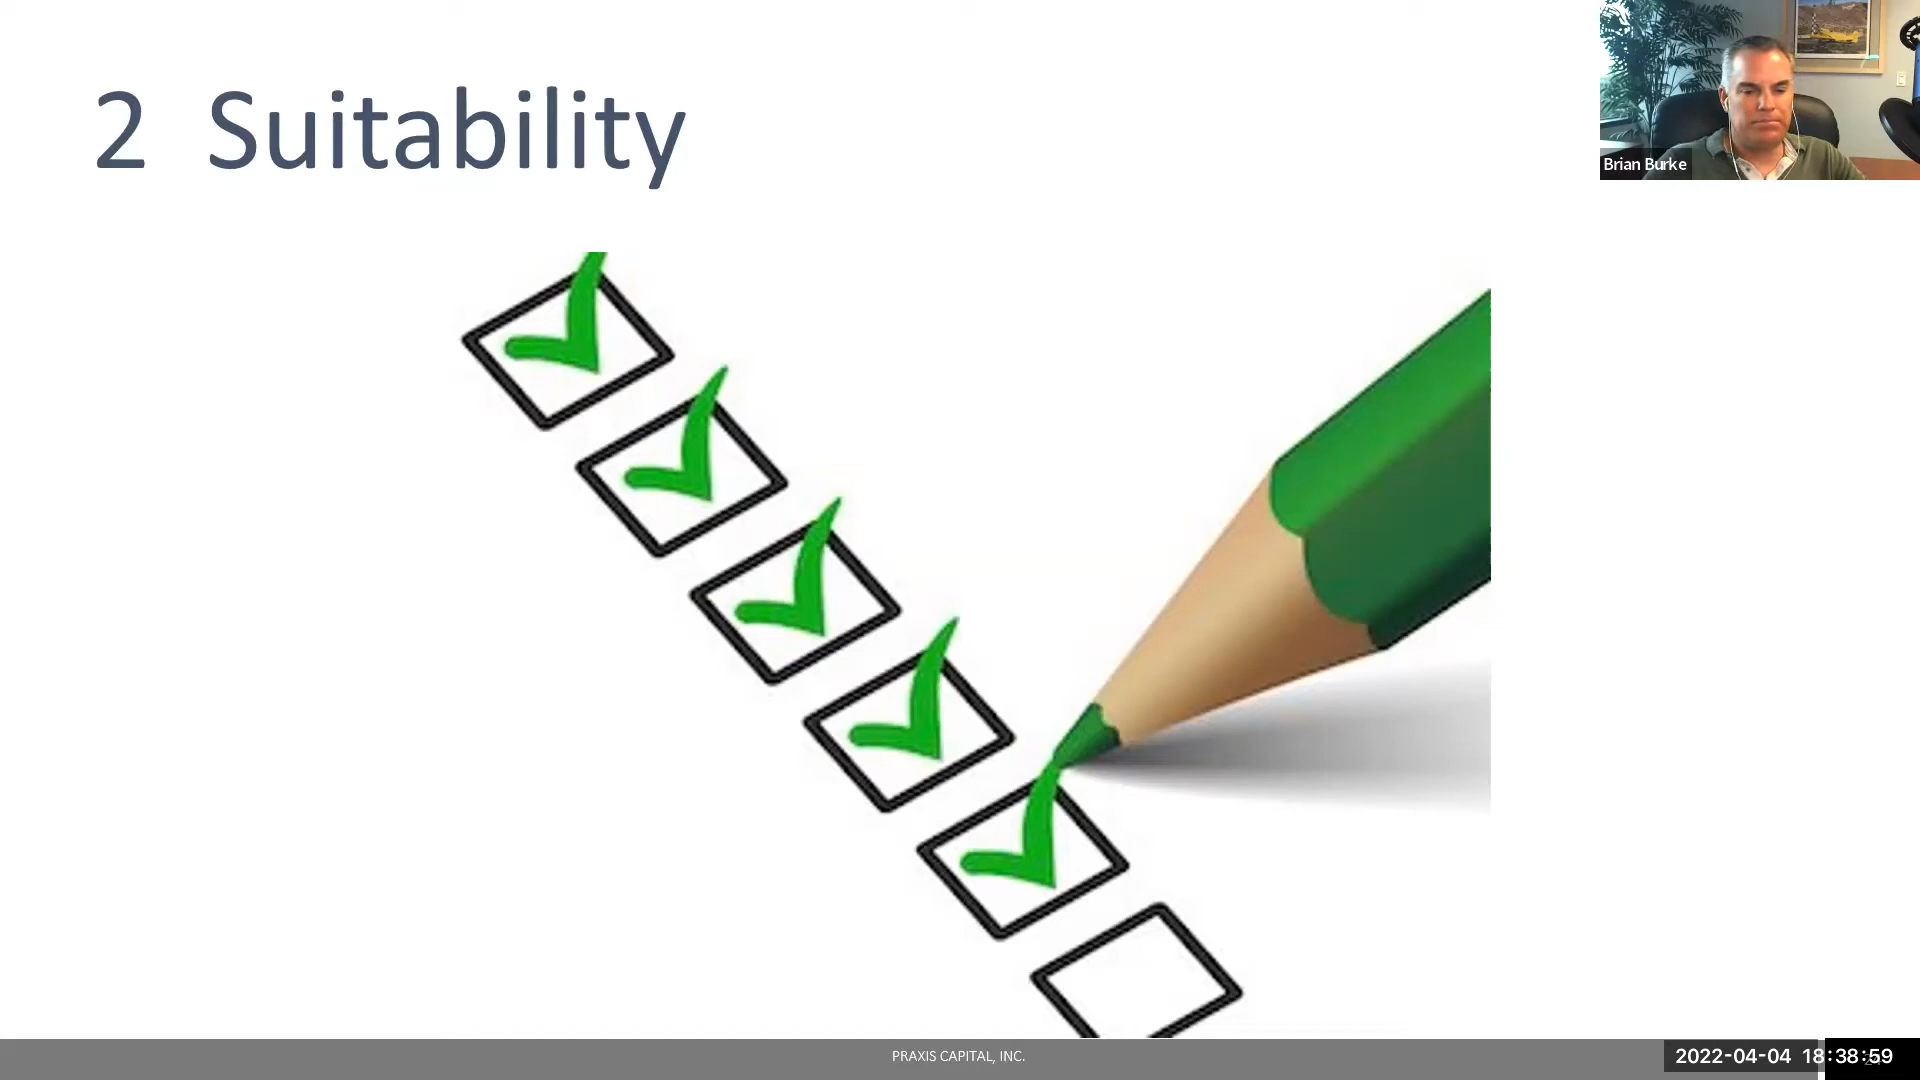 2 Suitability
Brian Burke
PRAXIS CAPITAL, INC.
2022-04-04 18:38:59